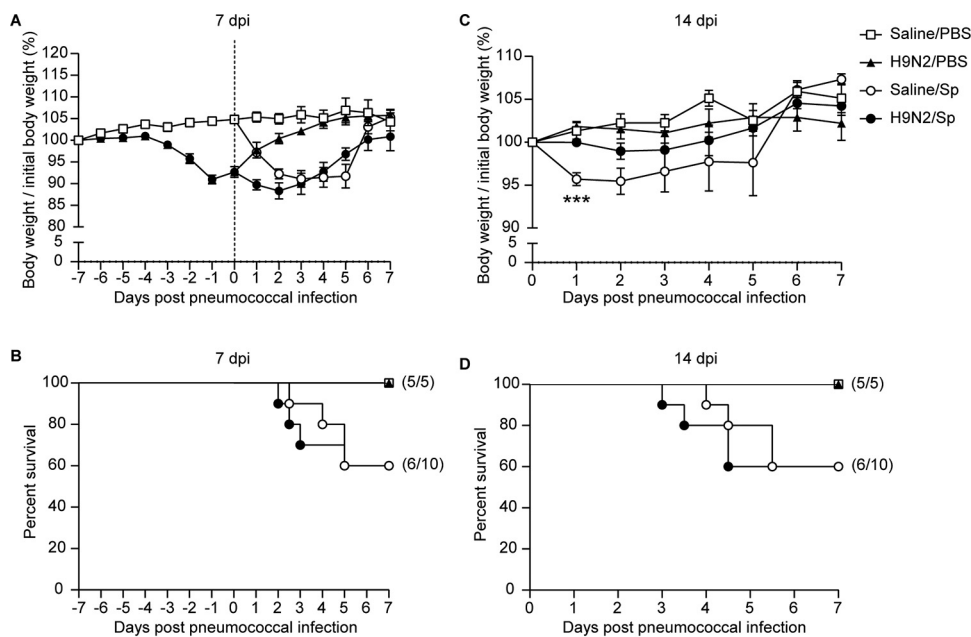 A
7 dpi
Body weight / initial body weight (%)
120
115
110
105
100
95
90
85
80
5
0
-7 -6 -5 -4 -3 -2 -1 0 1 2 3 4 5 6 7
Days post pneumococcal infection
C
14 dpi
Body weight / initial body weight (%)
110
105
100
95
90
5
0
***
0 1 2 3 4 5 6 7
Days post pneumococcal infection
Saline/PBS
H9N2/PBS
Saline/Sp
H9N2/Sp
B
7 dpi
Percent survival
100
80
60
40
20
0
(5/5)
(6/10)
-7 -6 -5 -4 -3 -2 -1 0 1 2 3 4 5 6 7
Days post pneumococcal infection
D
14 dpi
Percent survival
100
80
60
40
20
0
(5/5)
(6/10)
0 1 2 3 4 5 6 7
Days post pneumococcal infection